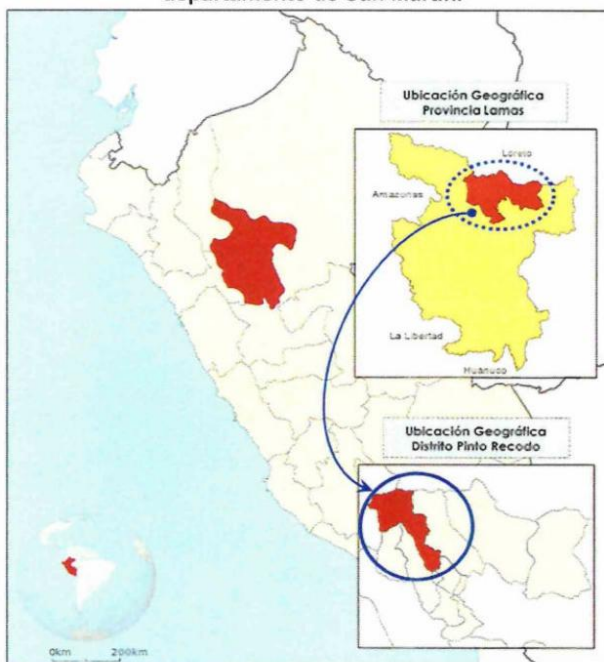 departamento de San Martín.
Ubicación Geográfica
Provincia Lamas
Loreto
Amazonas
La Libertad
Huánuco
Ubicación Geográfica
Distrito Pinto Recodo
0km 200km